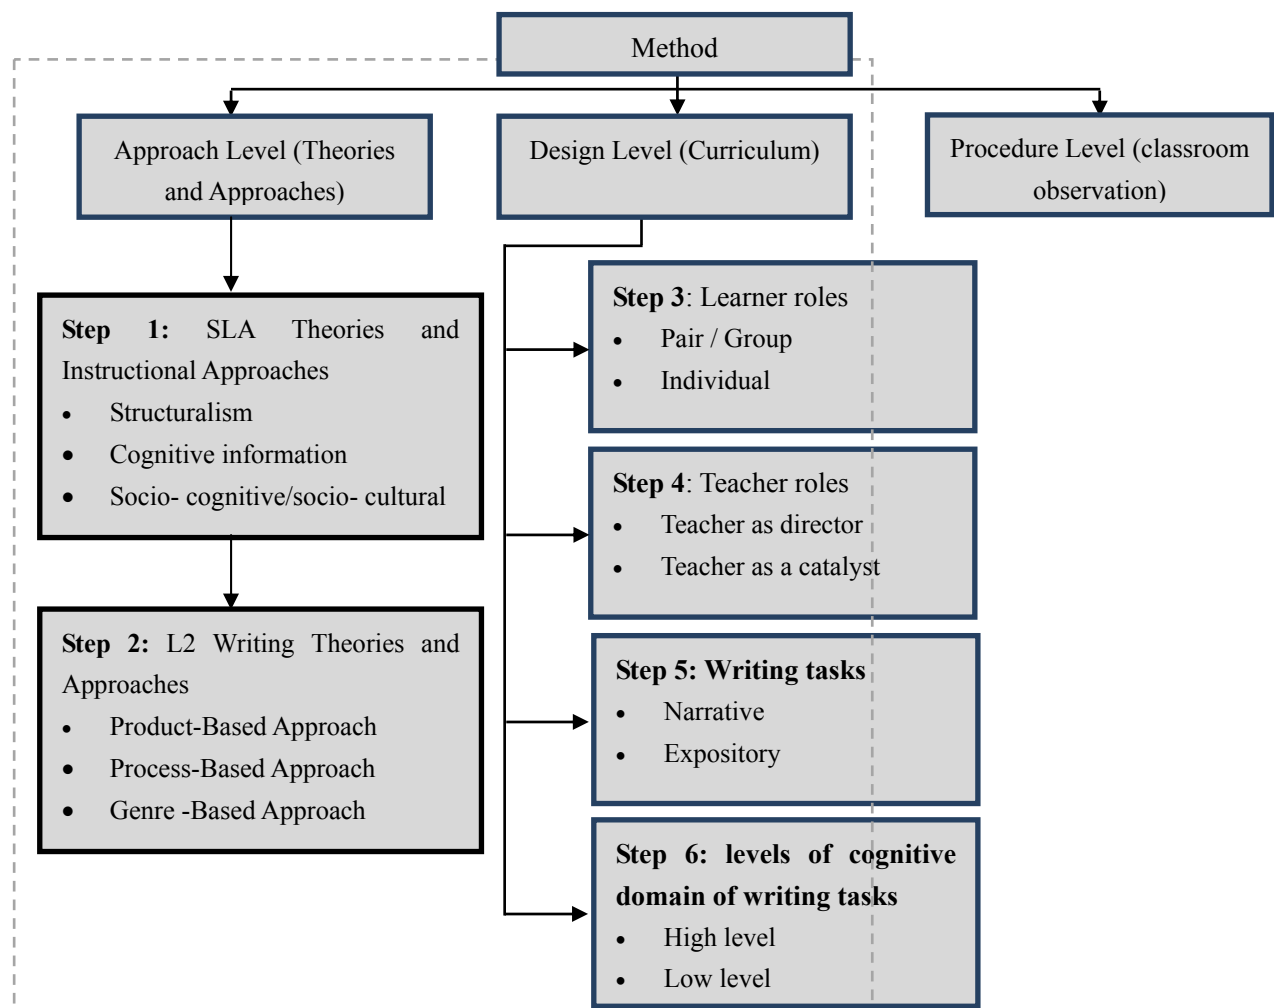 Method
Approach Level (Theories
and Approaches)
Design Level (Curriculum)
Procedure Level (classroom
observation)
Step 1: SLA Theories and
Instructional Approaches
• Structuralism
• Cognitive information
• Socio- cognitive/socio- cultural
Step 2: L2 Writing Theories and
Approaches
• Product-Based Approach
• Process-Based Approach
• Genre -Based Approach
Step 3: Learner roles
• Pair / Group
• Individual
Step 4: Teacher roles
• Teacher as director
• Teacher as a catalyst
Step 5: Writing tasks
• Narrative
• Expository
Step 6: levels of cognitive
domain of writing tasks
• High level
• Low level